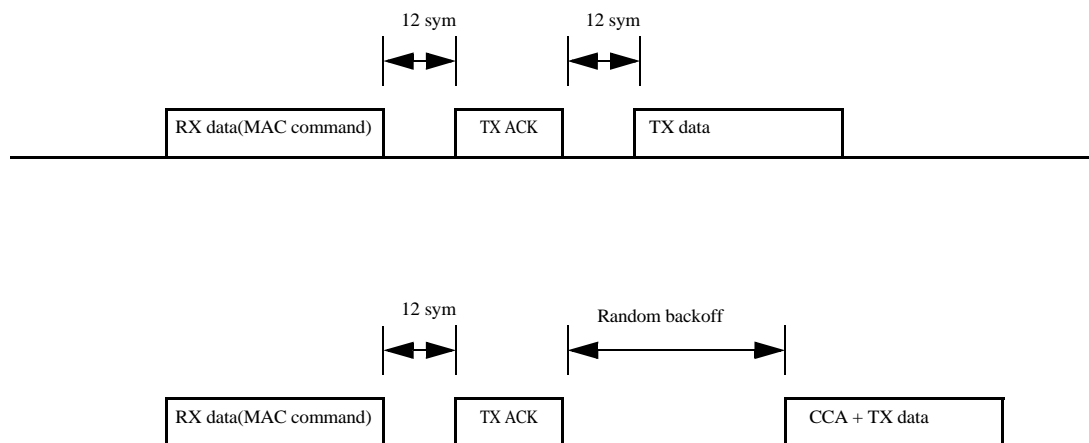 12 sym
12 sym
RX data(MAC command)
TX ACK
TX data
12 sym
Random backoff
RX data(MAC command)
TX ACK
CCA + TX data